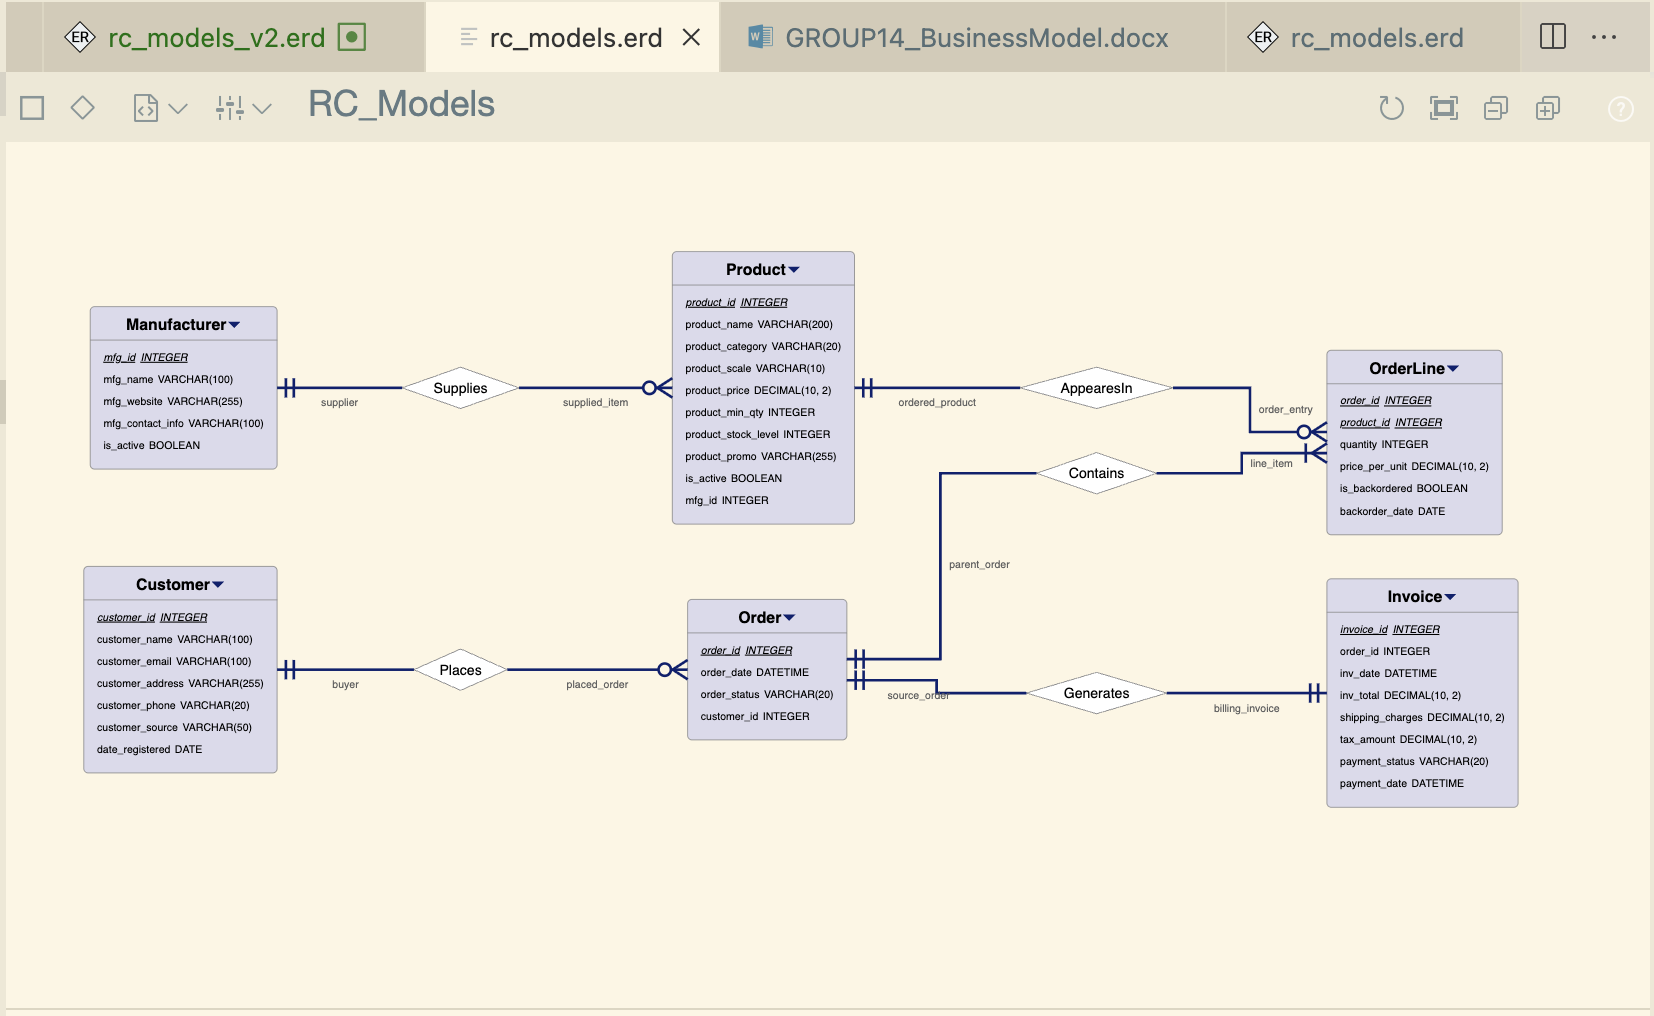 ER rc_models_v2.erd
rc_models.erd
GROUP14_BusinessModel.docx
ER rc_models.erd
RC_Models
?
Manufacturer
mfg_id INTEGER
mfg_name VARCHAR(100)
mfg_website VARCHAR(255)
mfg_contact_info VARCHAR(100)
is_active BOOLEAN
supplier
Supplies
supplied_item
Product
product_id INTEGER
product_name VARCHAR(200)
product_category VARCHAR(20)
product_scale VARCHAR(10)
product_price DECIMAL(10, 2)
product_min_qty INTEGER
product_stock_level INTEGER
product_promo VARCHAR(255)
is_active BOOLEAN
mfg_id INTEGER
ordered_product
AppearesIn
order_entry
Contains
line_item
parent_order
OrderLine
order_id INTEGER
product_id INTEGER
quantity INTEGER
price_per_unit DECIMAL(10, 2)
is_backordered BOOLEAN
backorder_date DATE
Customer
customer_id INTEGER
customer_name VARCHAR(100)
customer_email VARCHAR(100)
customer_address VARCHAR(255)
customer_phone VARCHAR(20)
customer_source VARCHAR(50)
date_registered DATE
buyer
Places
placed_order
Order
order_id INTEGER
order_date DATETIME
order_status VARCHAR(20)
customer_id INTEGER
source_order
Generates
billing_invoice
Invoice
invoice_id INTEGER
order_id INTEGER
inv_date DATETIME
inv_total DECIMAL(10, 2)
shipping_charges DECIMAL(10, 2)
tax_amount DECIMAL(10, 2)
payment_status VARCHAR(20)
payment_date DATETIME